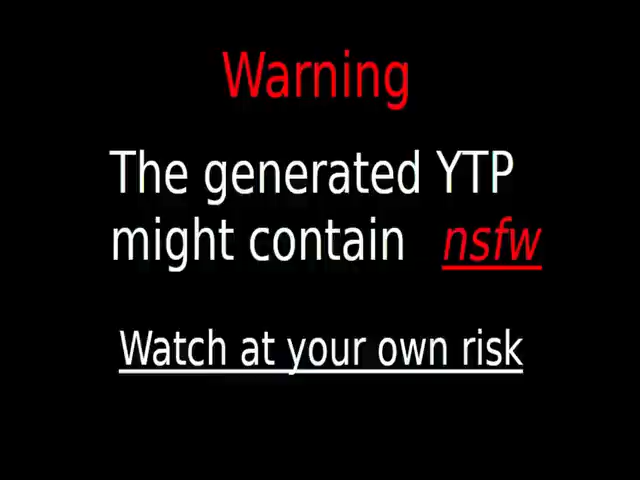 Warning
The generated YTP
might contain nsfw
Watch at your own risk